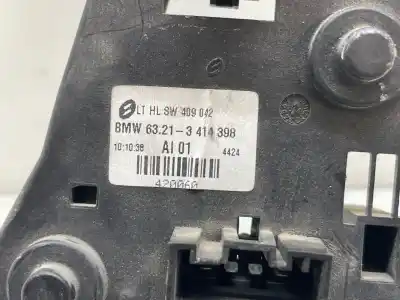 LT HL SW 409 042
BMW 63.21-3 414 398
10:10:38 AI 01 4424
420060